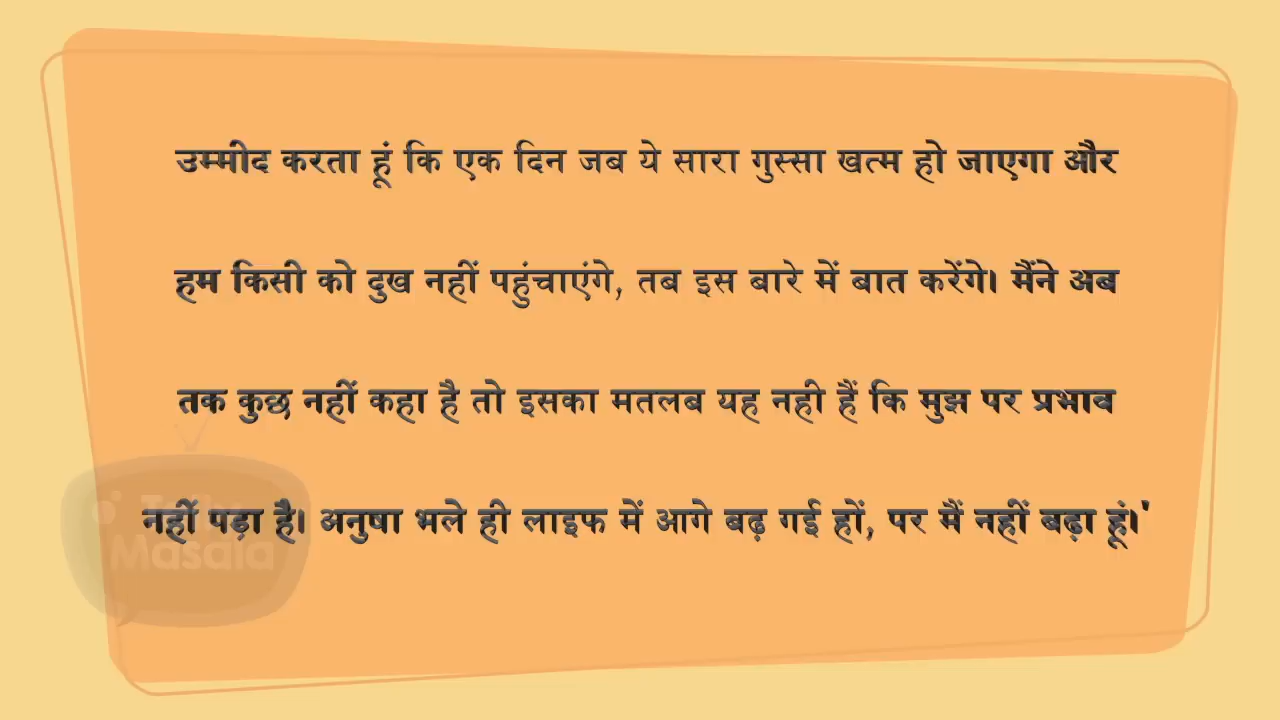 उम्मीद करता हूं कि एक दिन जब ये सारा गुस्सा खत्म हो जाएगा और
हम किसी को दुख नहीं पहुंचाएंगे, तब इस बारे में बात करेंगे। मैंने अब
तक कुछ नहीं कहा है तो इसका मतलब यह नही हैं कि मुझ पर प्रभाव
नहीं पड़ा है। अनुषा भले ही लाइफ में आगे बढ़ गई हों, पर मैं नहीं बढ़ा हूं।'
Masala